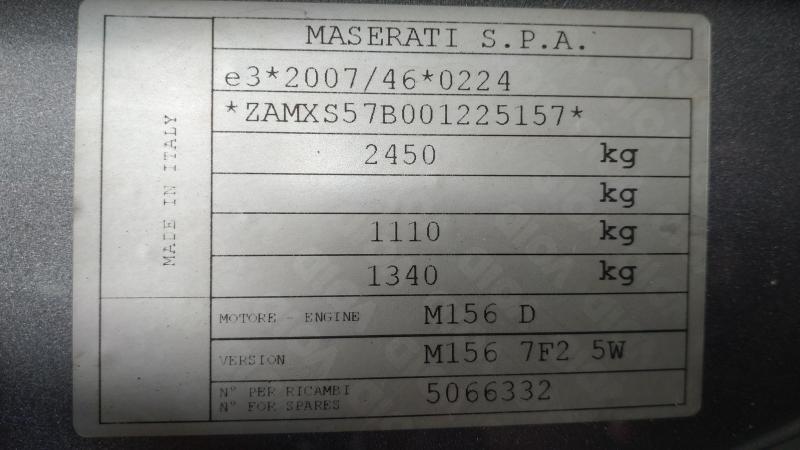 MASERATI S.P.A.
e3*2007/46*0224
*ZAMXS57B001225157*
2450 kg
kg
1110 kg
1340 kg
MADE IN ITALY
MOTORE - ENGINE M156 D
VERSION M156 7F2 5W
N° PER RICAMBI
N° FOR SPARES 5066332